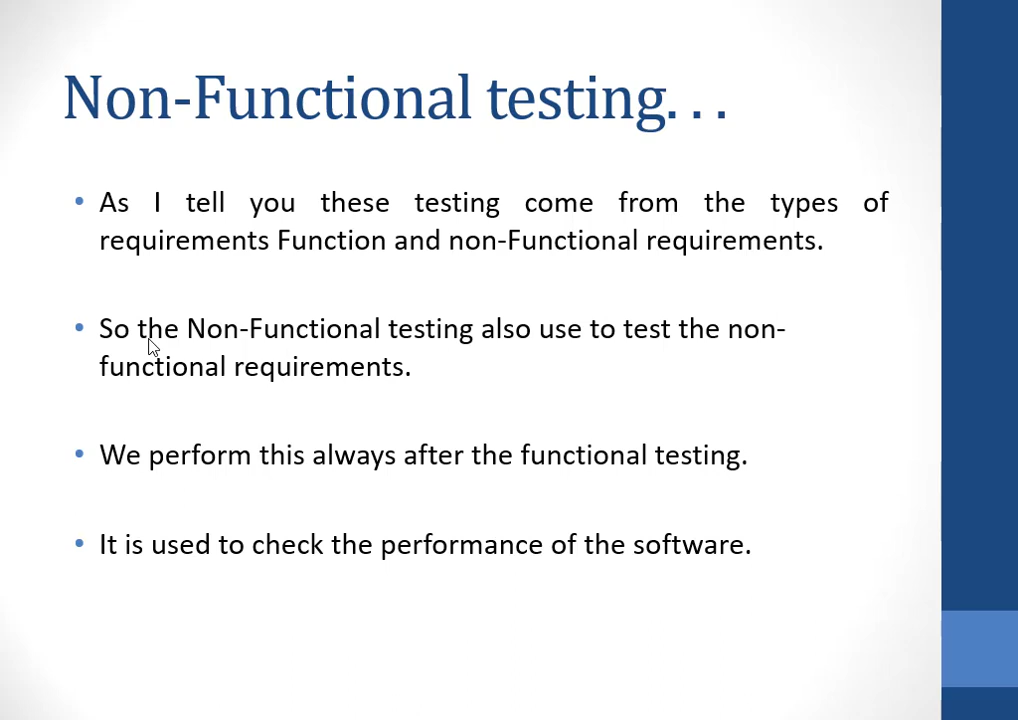 Non-Functional testing. . .
• As I tell you these testing come from the types of
requirements Function and non-Functional requirements.
• So the Non-Functional testing also use to test the non-
functional requirements.
• We perform this always after the functional testing.
• It is used to check the performance of the software.